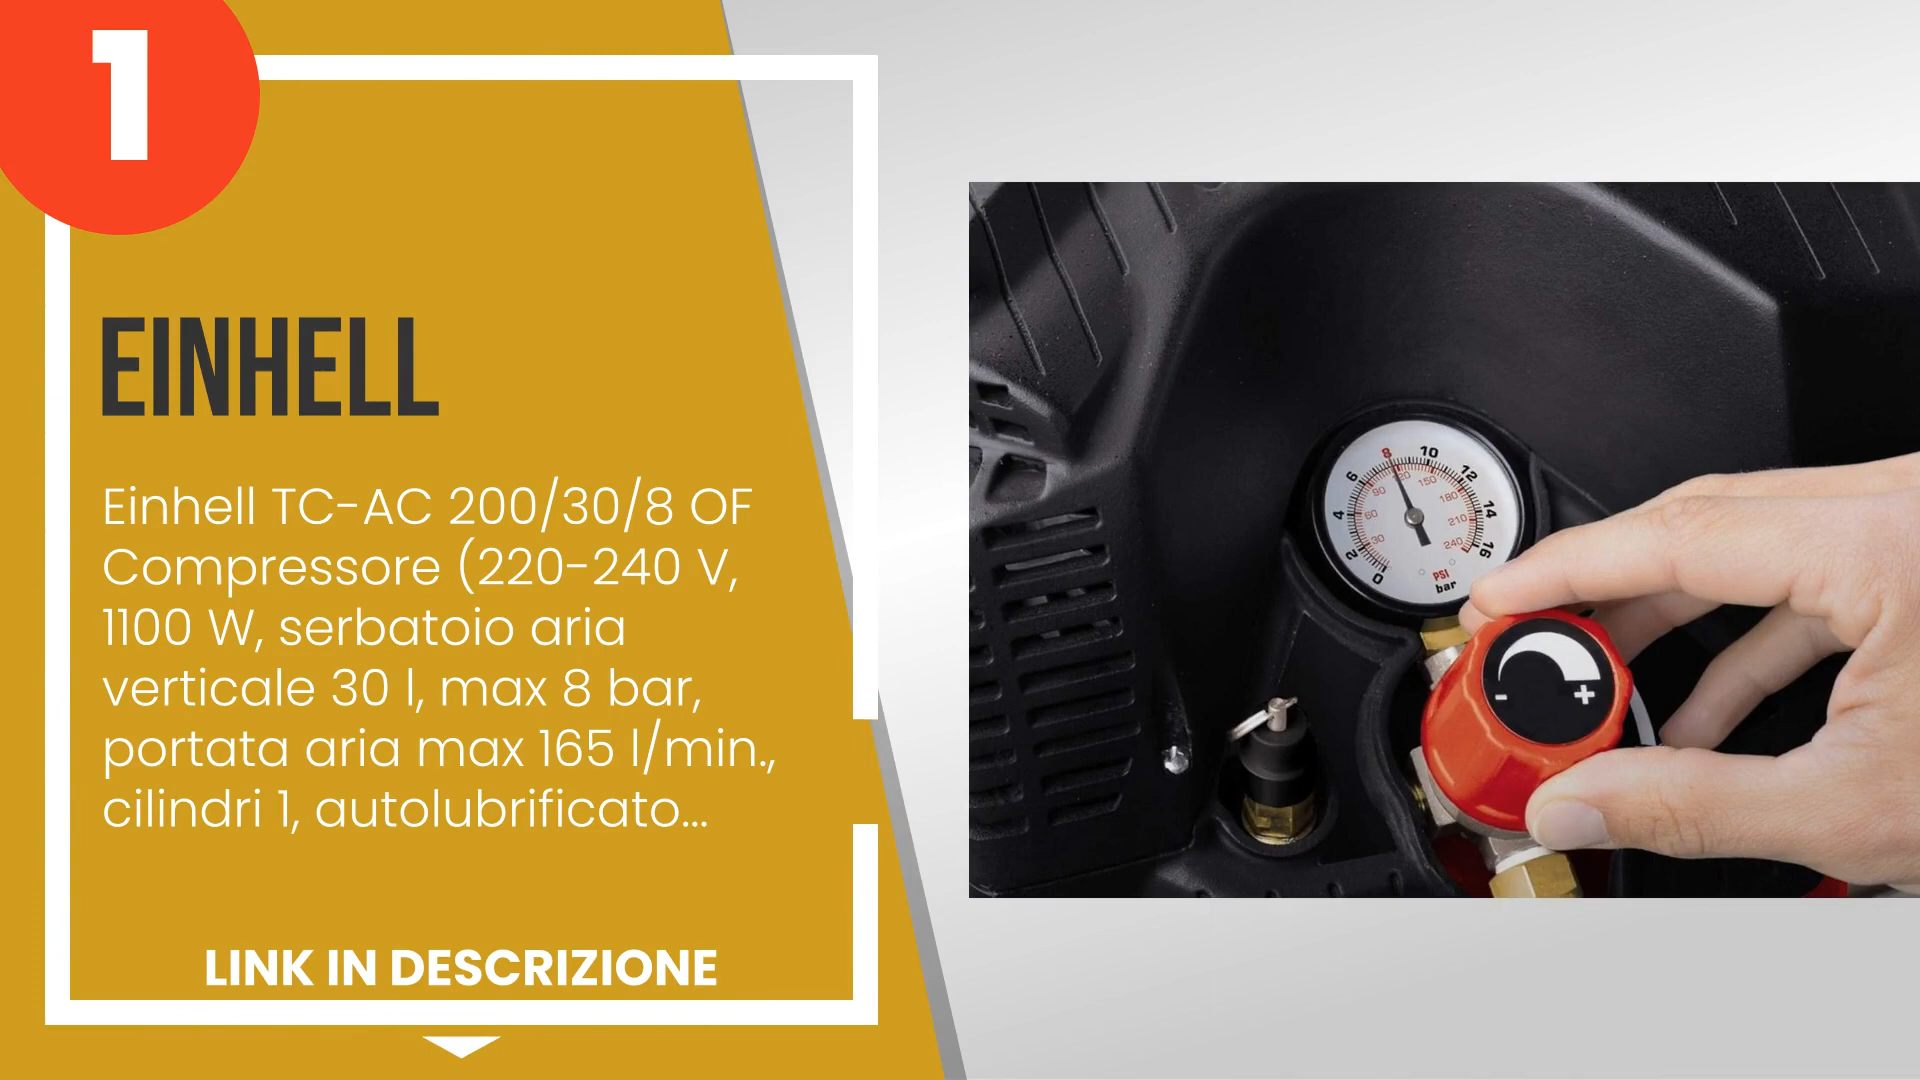 1
EINHELL
Einhell TC-AC 200/30/8 OF
Compressore (220-240 V,
1100 W, serbatoio aria
verticale 30 l, max 8 bar,
portata aria max 165 l/min.,
cilindri 1, autolubrificato...
LINK IN DESCRIZIONE
0 2 4 6 8 10 12 14 16
30 60 90 120 150 180 210 240
PSI
bar
- +